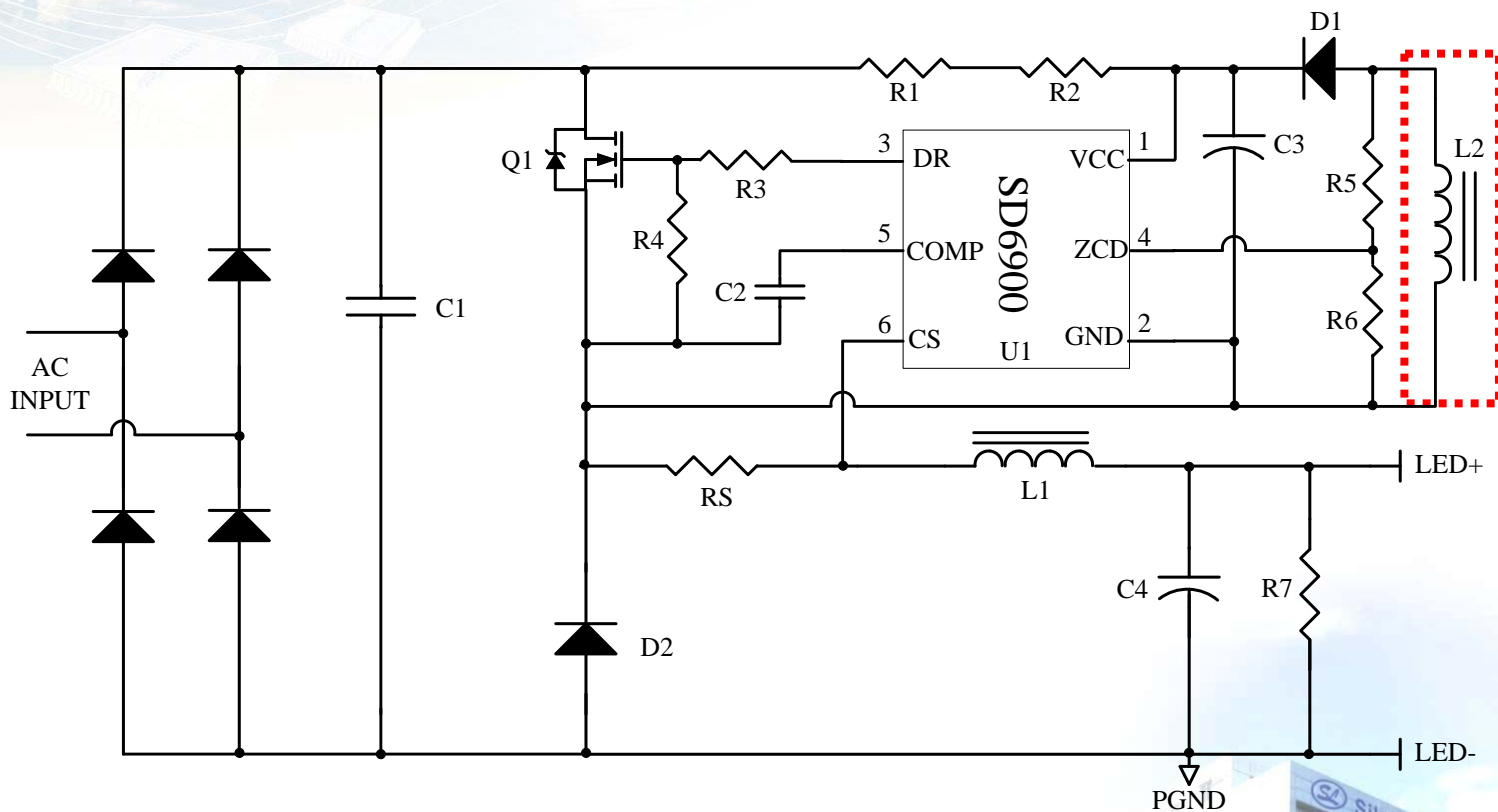 D1
R1
R2
Q1
3
DR
VCC
1
C3
L2
R3
R5
R4
5
COMP
ZCD
4
SD6900
C2
C1
6
CS
GND
2
R6
U1
AC
INPUT
RS
L1
LED+
C4
R7
D2
LED-
PGND